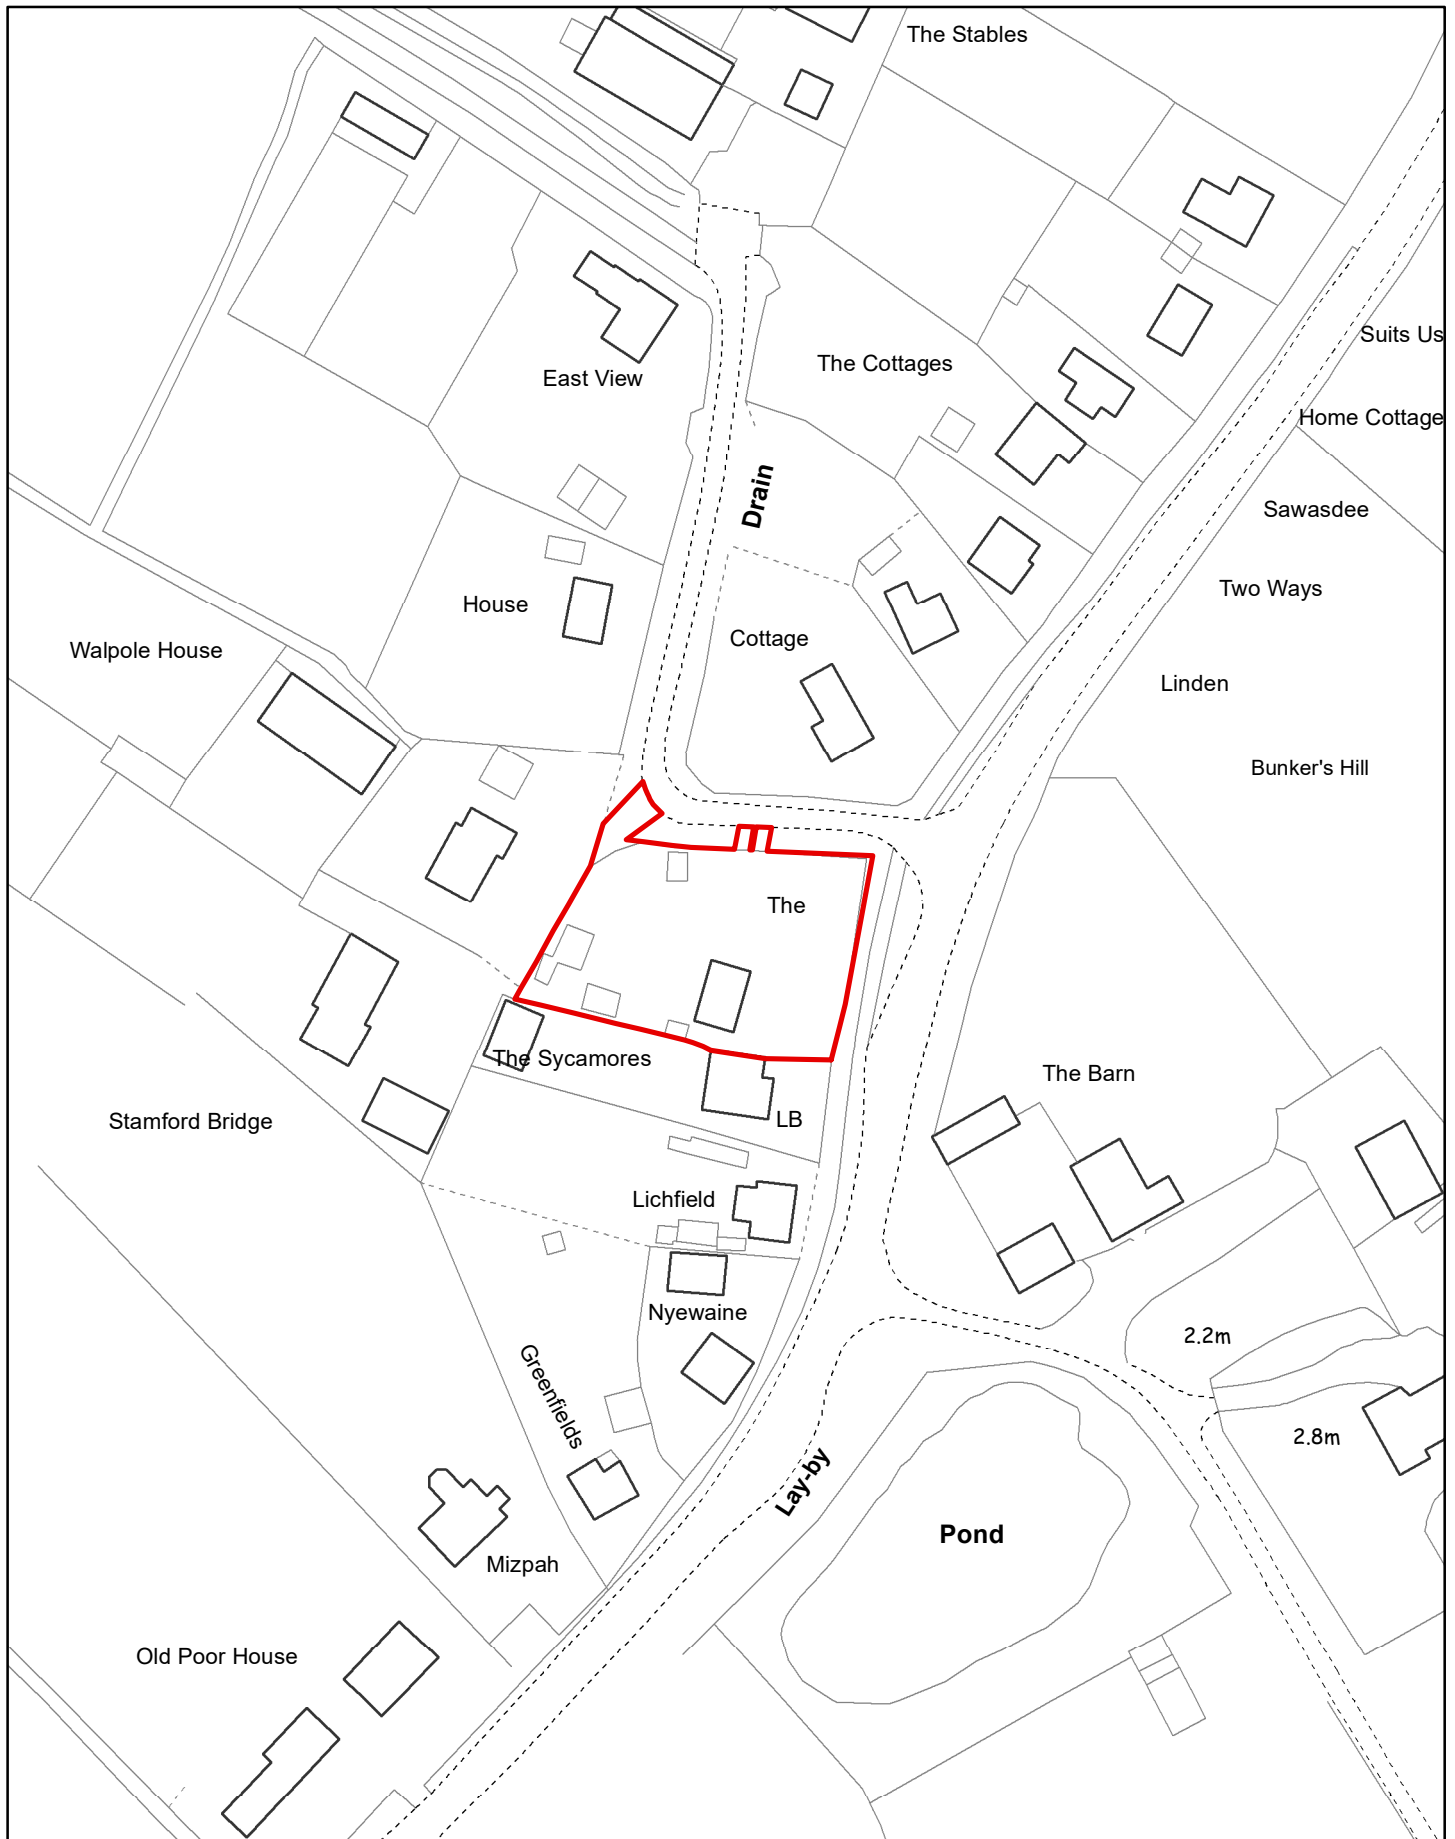 The Stables
Suits Us
The Cottages
East View
Home Cottage
Drain
Sawasdee
Two Ways
House
Cottage
Walpole House
Linden
Bunker's Hill
The
The Sycamores
The Barn
LB
Stamford Bridge
Lichfield
Nyewaine
2.2m
Greenfields
2.8m
Lay-by
Pond
Mizpah
Old Poor House